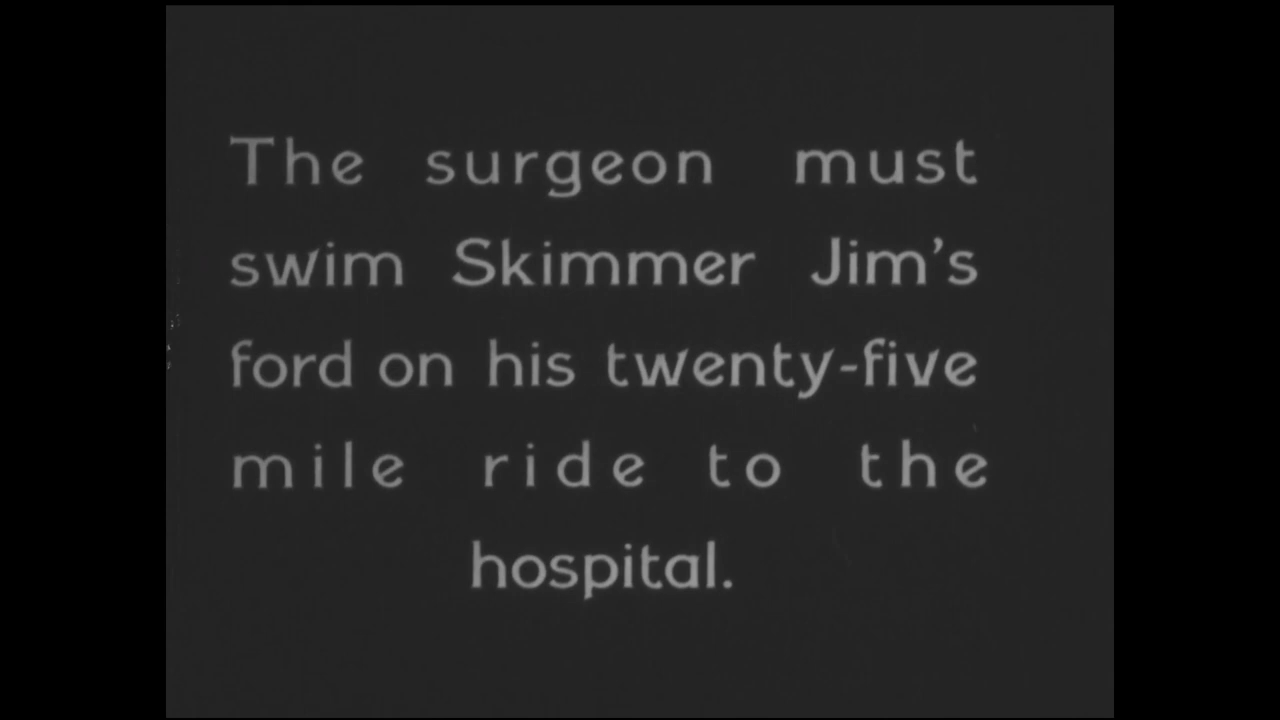 The surgeon must
swim Skimmer Jim's
ford on his twenty-five
mile ride to the
hospital.